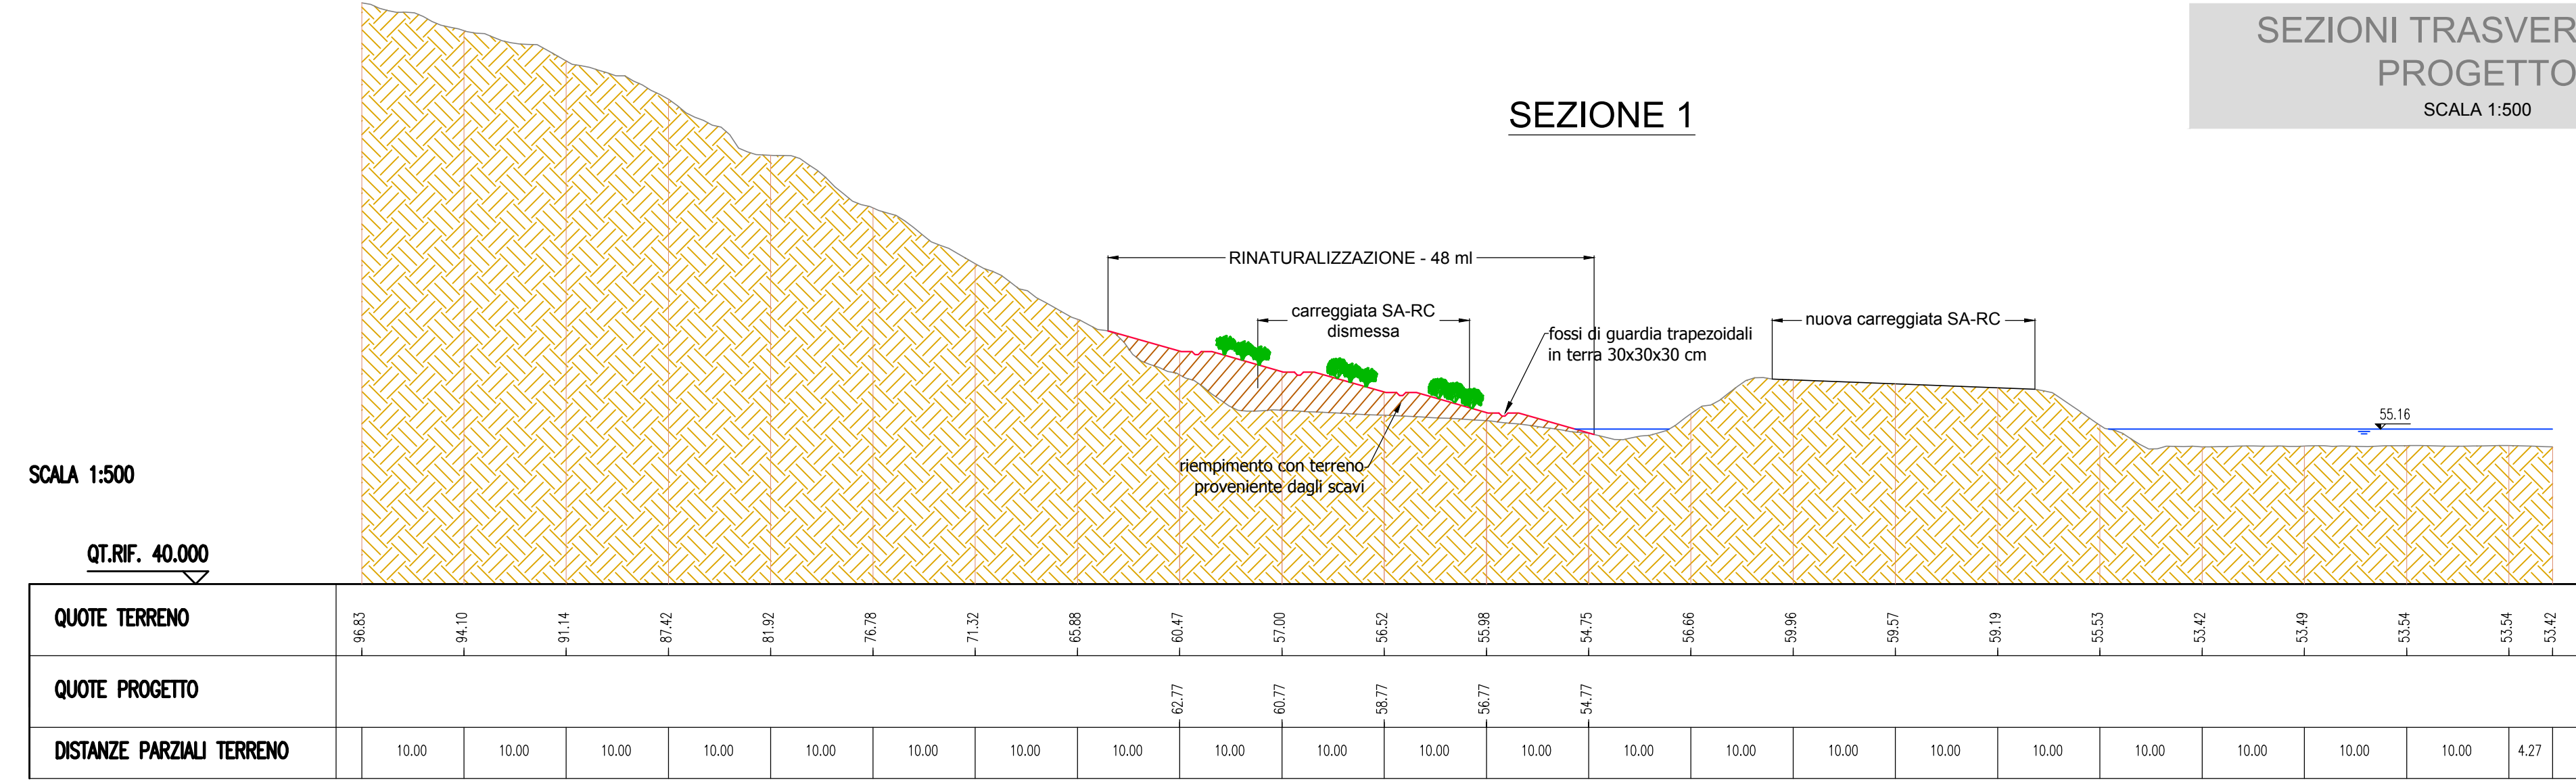 SEZIONI TRASVER
PROGETTO
SCALA 1:500
SEZIONE 1
RINATURALIZZAZIONE - 48 ml
carreggiata SA-RC
dismessa
fossi di guardia trapezoidali
in terra 30x30x30 cm
nuova carreggiata SA-RC
55.16
riempimento con terreno
proveniente dagli scavi
SCALA 1:500
QT.RIF. 40.000
QUOTE TERRENO 96.83 94.10 91.14 87.42 81.92 76.78 71.32 65.88 60.47 57.00 56.52 55.98 54.75 56.66 59.96 59.57 59.19 55.53 53.42 53.49 53.54 53.54 53.42
QUOTE PROGETTO 62.77 60.77 58.77 56.77 54.77
DISTANZE PARZIALI TERRENO 10.00 10.00 10.00 10.00 10.00 10.00 10.00 10.00 10.00 10.00 10.00 10.00 10.00 10.00 10.00 10.00 10.00 10.00 10.00 10.00 10.00 4.27